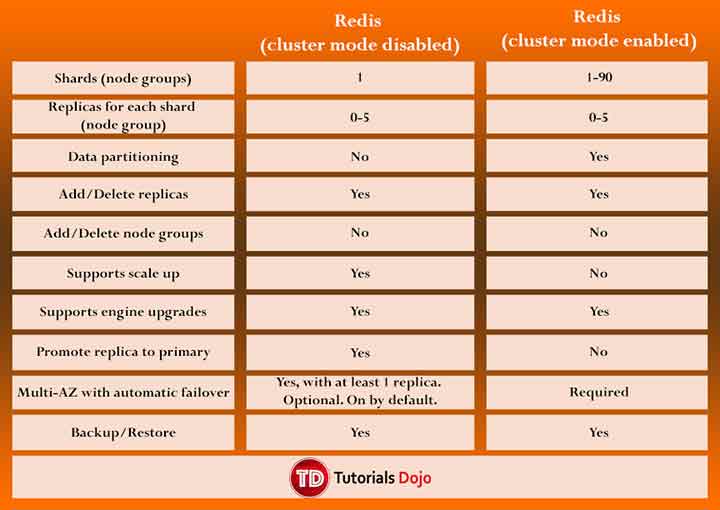 Redis
(cluster mode disabled)
Redis
(cluster mode enabled)
Shards (node groups)
1
1-90
Replicas for each shard
(node group)
0-5
0-5
Data partitioning
No
Yes
Add/Delete replicas
Yes
Yes
Add/Delete node groups
No
No
Supports scale up
Yes
No
Supports engine upgrades
Yes
Yes
Promote replica to primary
Yes
No
Multi-AZ with automatic failover
Yes, with at least 1 replica.
Optional. On by default.
Required
Backup/Restore
Yes
Yes
TD Tutorials Dojo